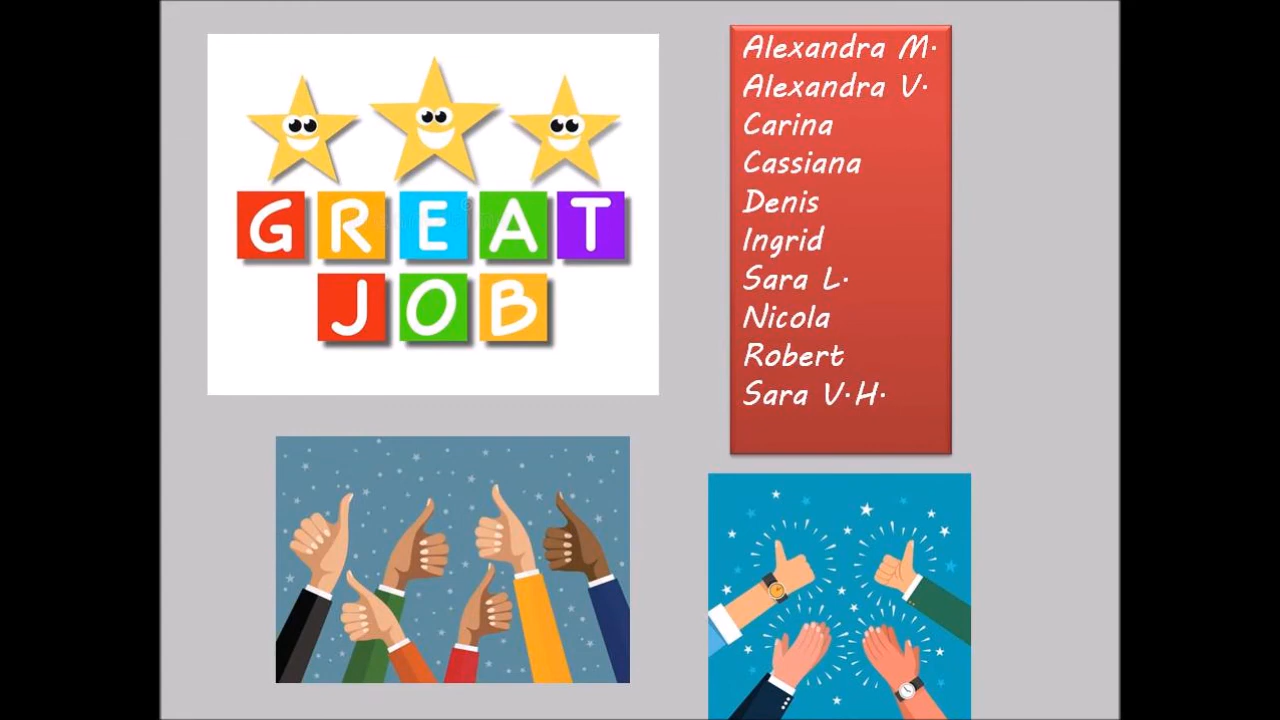 GREAT
JOB
Alexandra M.
Alexandra V.
Carina
Cassiana
Denis
Ingrid
Sara L.
Nicola
Robert
Sara V.H.